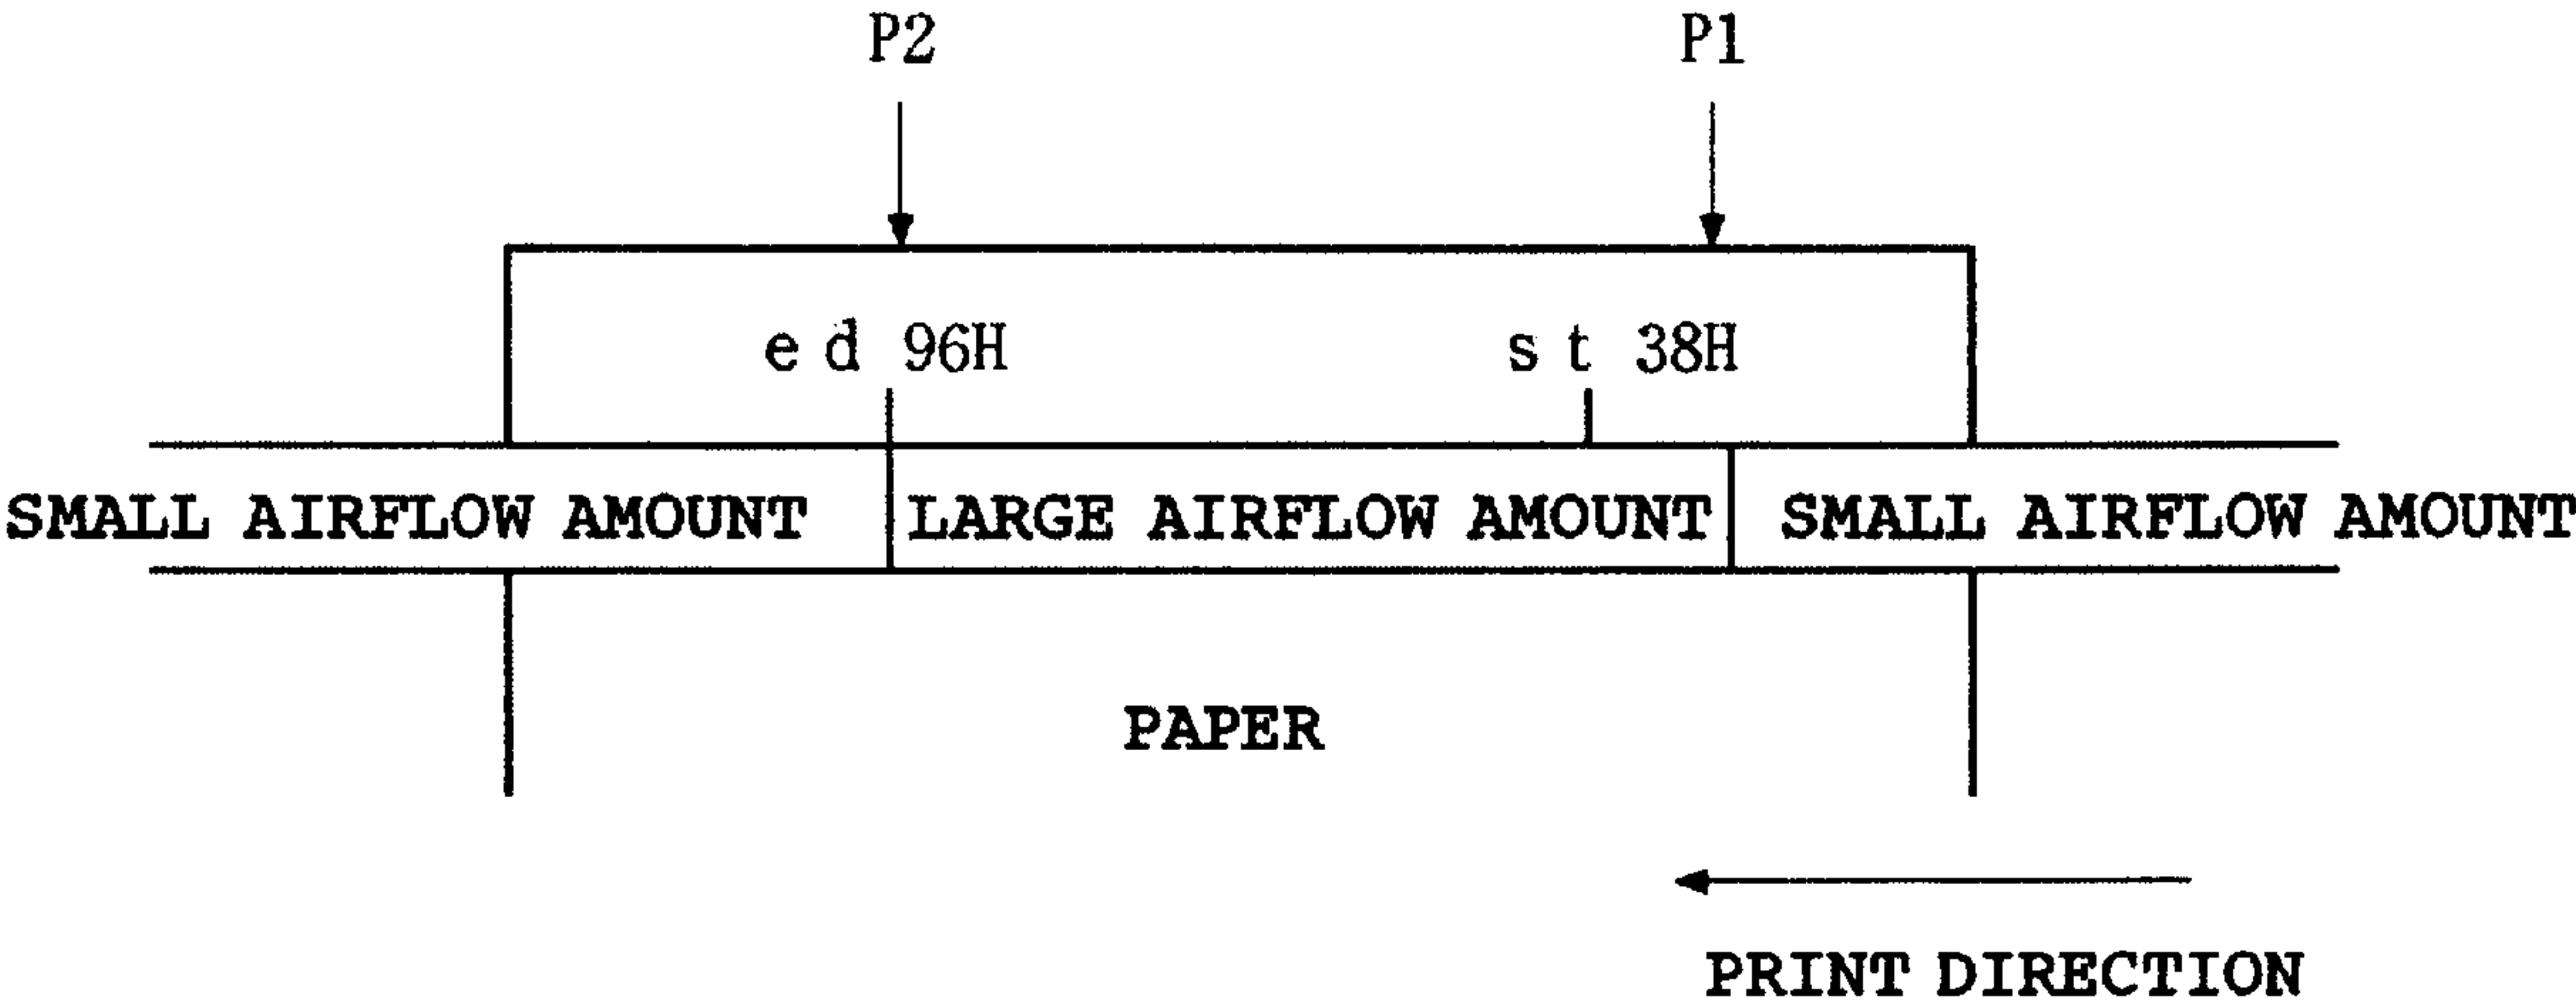 P2 P1
e d 96H s t 38H
SMALL AIRFLOW AMOUNT LARGE AIRFLOW AMOUNT SMALL AIRFLOW AMOUNT
PAPER
PRINT DIRECTION